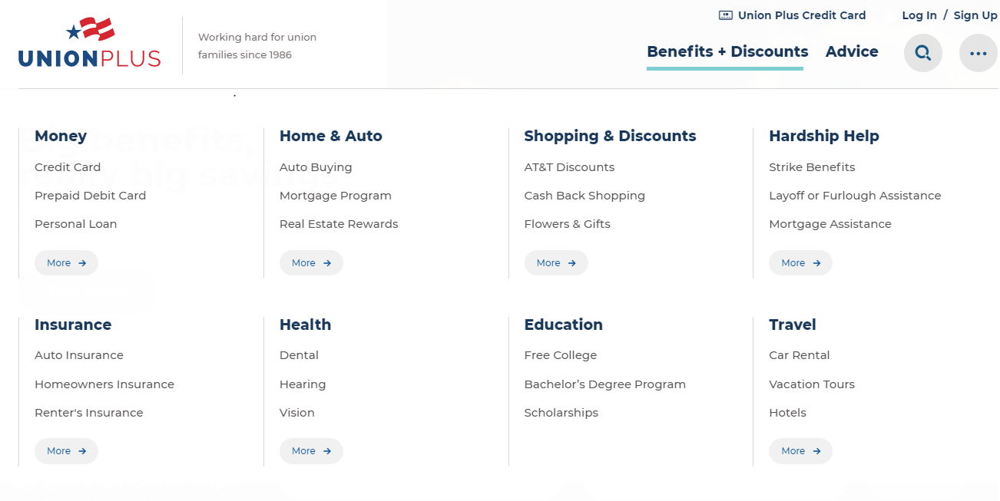 Union Plus Credit Card
Log In / Sign Up
UNIONPLUS
Working hard for union
families since 1986
Benefits + Discounts
Advice
Money
Credit Card
Prepaid Debit Card
Personal Loan
More
Home & Auto
Auto Buying
Mortgage Program
Real Estate Rewards
More
Shopping & Discounts
AT&T Discounts
Cash Back Shopping
Flowers & Gifts
More
Hardship Help
Strike Benefits
Layoff or Furlough Assistance
Mortgage Assistance
More
Insurance
Auto Insurance
Homeowners Insurance
Renter's Insurance
More
Health
Dental
Hearing
Vision
More
Education
Free College
Bachelor’s Degree Program
Scholarships
Travel
Car Rental
Vacation Tours
Hotels
More